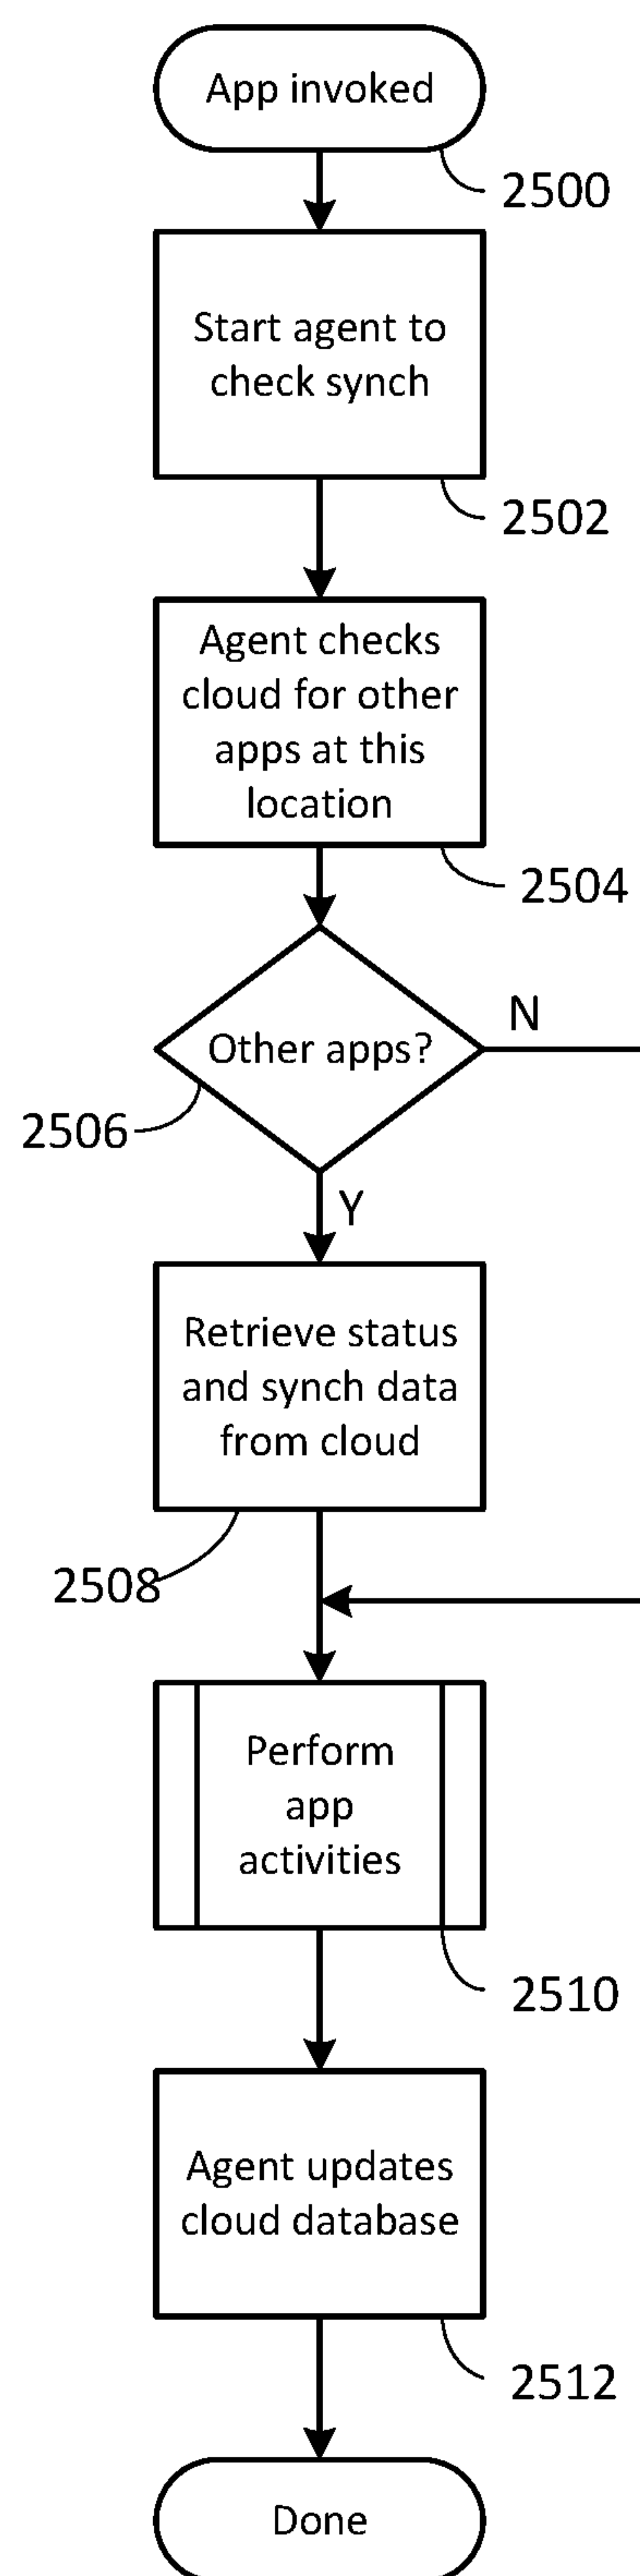 App invoked
2500
Start agent to
check synch
2502
Agent checks
cloud for other
apps at this
location
2504
N
Other apps?
2506
Y
Retrieve status
and synch data
from cloud
2508
Perform
app
activities
2510
Agent updates
cloud database
2512
Done